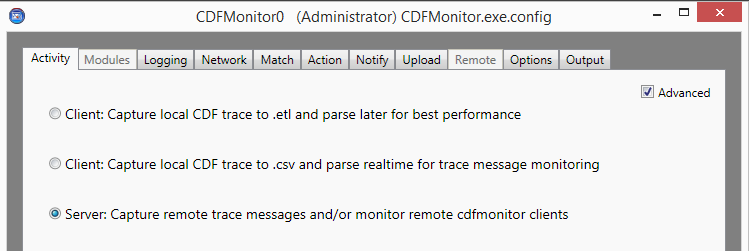 CDFMonitor0 (Administrator) CDFMonitor.exe.config
Activity Modules Logging Network Match Action Notify Upload Remote Options Output
Advanced
Client: Capture local CDF trace to .etl and parse later for best performance
Client: Capture local CDF trace to .csv and parse realtime for trace message monitoring
Server: Capture remote trace messages and/or monitor remote cdfmonitor clients